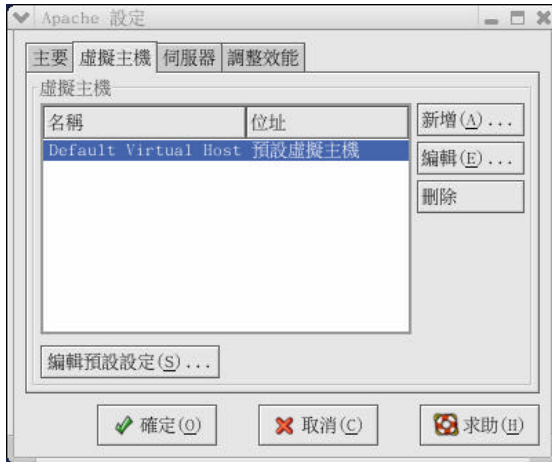 Apache 設定
主要 虛擬主機 伺服器 調整效能
虛擬主機
名稱 位址 新增(A)...
Default Virtual Host 預設虛擬主機 編輯(E)...
刪除
編輯預設設定(S)...
確定(O) 取消(C) 求助(H)